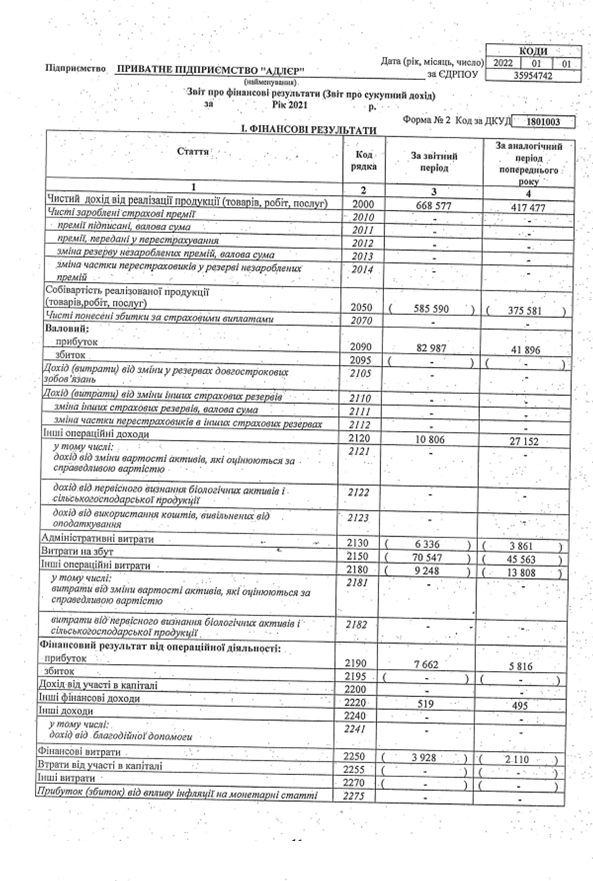 КОДИ
Дата (рік, місяць, число) 2022 01 01
Підприємство ПРИВАТНЕ ПІДПРИЄМСТВО "АДЛЄР" за ЄДРПОУ 35954742
(найменування)
Звіт про фінансові результати (Звіт про сукупний дохід)
за Рік 2021 р.
Форма № 2 Код за ДКУД 1801003
І. ФІНАНСОВІ РЕЗУЛЬТАТИ
Стаття Код рядка За звітний період За аналогічний період попереднього року
1 2 3 4
Чистий дохід від реалізації продукції (товарів, робіт, послуг) 2000 668 577 417 477
Чисті зароблені страхові премії 2010 - -
премії підписані, валова сума 2011 - -
премії, передані у перестрахування 2012 - -
зміна резерву незароблених премій, валова сума 2013 - -
зміна частки перестраховиків у резерві незароблених
премій 2014 - -
Собівартість реалізованої продукції
(товарів,робіт, послуг) 2050 ( 585 590 ) ( 375 581 )
Чисті понесені збитки за страховими виплатами 2070 - -
Валовий:
прибуток 2090 82 987 41 896
збиток 2095 ( - ) ( - )
Дохід (витрати) від зміни у резервах довгострокових
зобов'язань 2105 - -
Дохід (витрати) від зміни інших страхових резервів 2110 - -
зміна інших страхових резервів, валова сума 2111 - -
зміна частки перестраховиків в інших страхових резервах 2112 - -
Інші операційні доходи 2120 10 806 27 152
у тому числі: 2121 - -
дохід від зміни вартості активів, які оцінюються за
справедливою вартістю
дохід від первісного визнання біологічних активів і
сільськогосподарської продукції 2122 - -
дохід від використання коштів, вивільнених від
оподаткування 2123 - -
Адміністративні витрати 2130 ( 6 336 ) ( 3 861 )
Витрати на збут 2150 ( 70 547 ) ( 45 563 )
Інші операційні витрати 2180 ( 9 248 ) ( 13 808 )
у тому числі: 2181 - -
витрати від зміни вартості активів, які оцінюються за
справедливою вартістю
витрати від первісного визнання біологічних активів і
сільськогосподарської продукції 2182 - -
Фінансовий результат від операційної діяльності:
прибуток 2190 7 662 5 816
збиток 2195 ( - ) ( - )
Дохід від участі в капіталі 2200 - -
Інші фінансові доходи 2220 519 495
Інші доходи 2240 - -
у тому числі: 2241 - -
дохід від благодійної допомоги
Фінансові витрати 2250 ( 3 928 ) ( 2 110 )
Втрати від участі в капіталі 2255 ( - ) ( - )
Інші витрати 2270 ( - ) ( - )
Прибуток (збиток) від впливу інфляції на монетарні статті 2275 - -